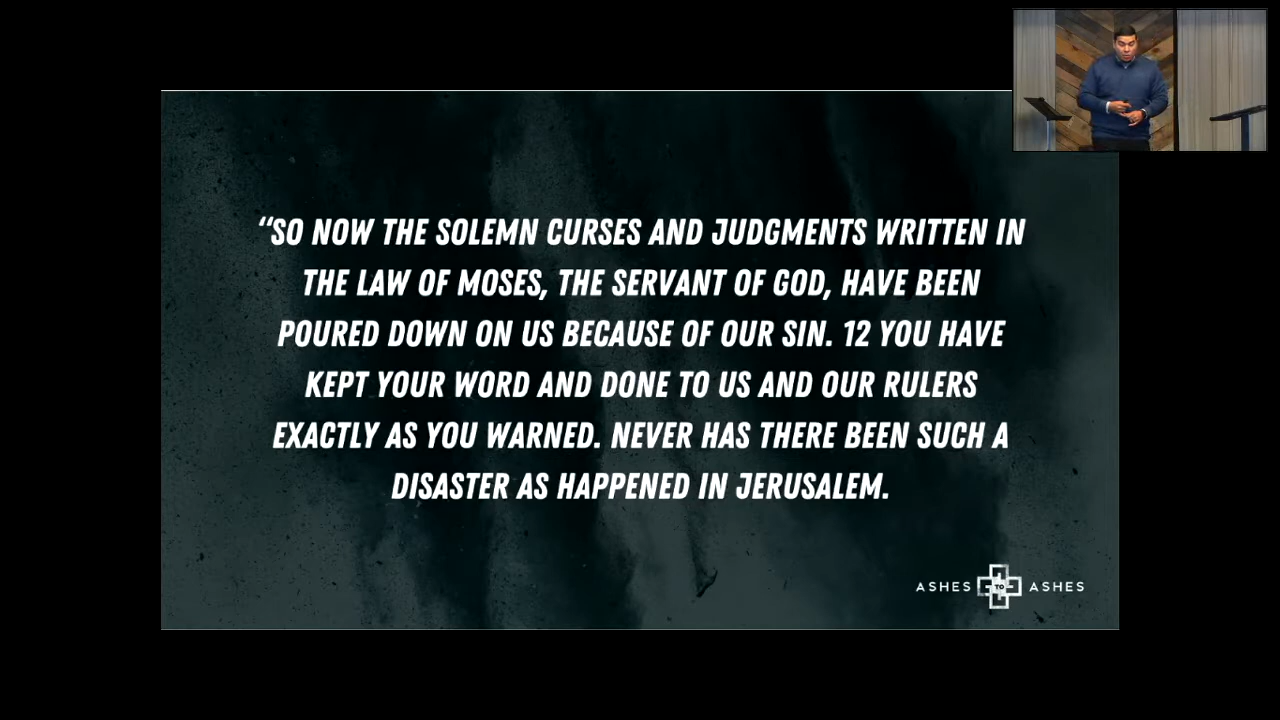 “SO NOW THE SOLEMN CURSES AND JUDGMENTS WRITTEN IN
THE LAW OF MOSES, THE SERVANT OF GOD, HAVE BEEN
POURED DOWN ON US BECAUSE OF OUR SIN. 12 YOU HAVE
KEPT YOUR WORD AND DONE TO US AND OUR RULERS
EXACTLY AS YOU WARNED. NEVER HAS THERE BEEN SUCH A
DISASTER AS HAPPENED IN JERUSALEM.
ASHES TO ASHES